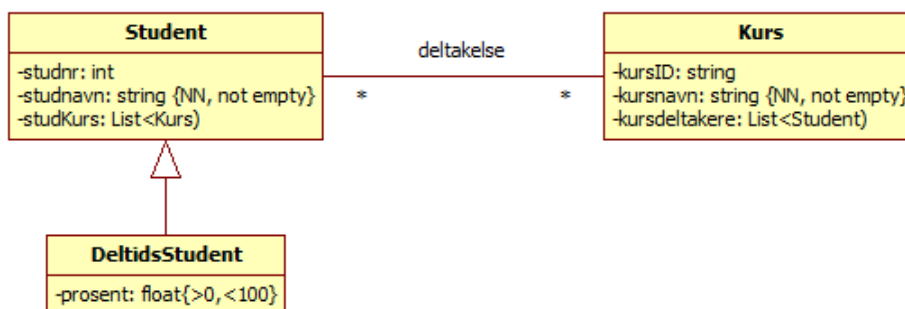 Student
-studnr: int
-studnavn: string {NN, not empty}
-studKurs: List<Kurs)
deltakelse
*
*
Kurs
-kursID: string
-kursnavn: string {NN, not empty}
-kursdeltakere: List<Student)
DeltidsStudent
-prosent: float{>0,<100}